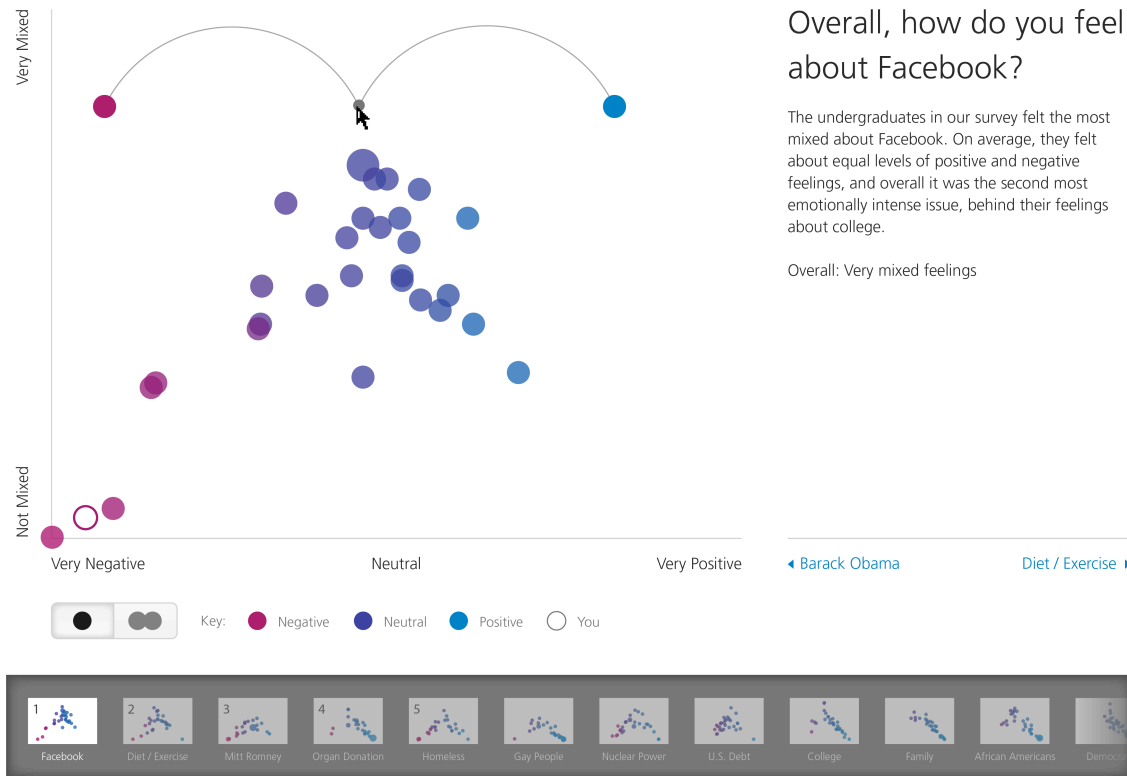 Very Mixed
Not Mixed
Very Negative
Neutral
Very Positive
Key:
Negative
Neutral
Positive
You
Overall, how do you feel
about Facebook?
The undergraduates in our survey felt the most
mixed about Facebook. On average, they felt
about equal levels of positive and negative
feelings, and overall it was the second most
emotionally intense issue, behind their feelings
about college.
Overall: Very mixed feelings
Barack Obama
Diet / Exercise
1
Facebook
2
Diet / Exercise
3
Mitt Romney
4
Organ Donation
5
Homeless
Gay People
Nuclear Power
U.S. Debt
College
Family
African Americans